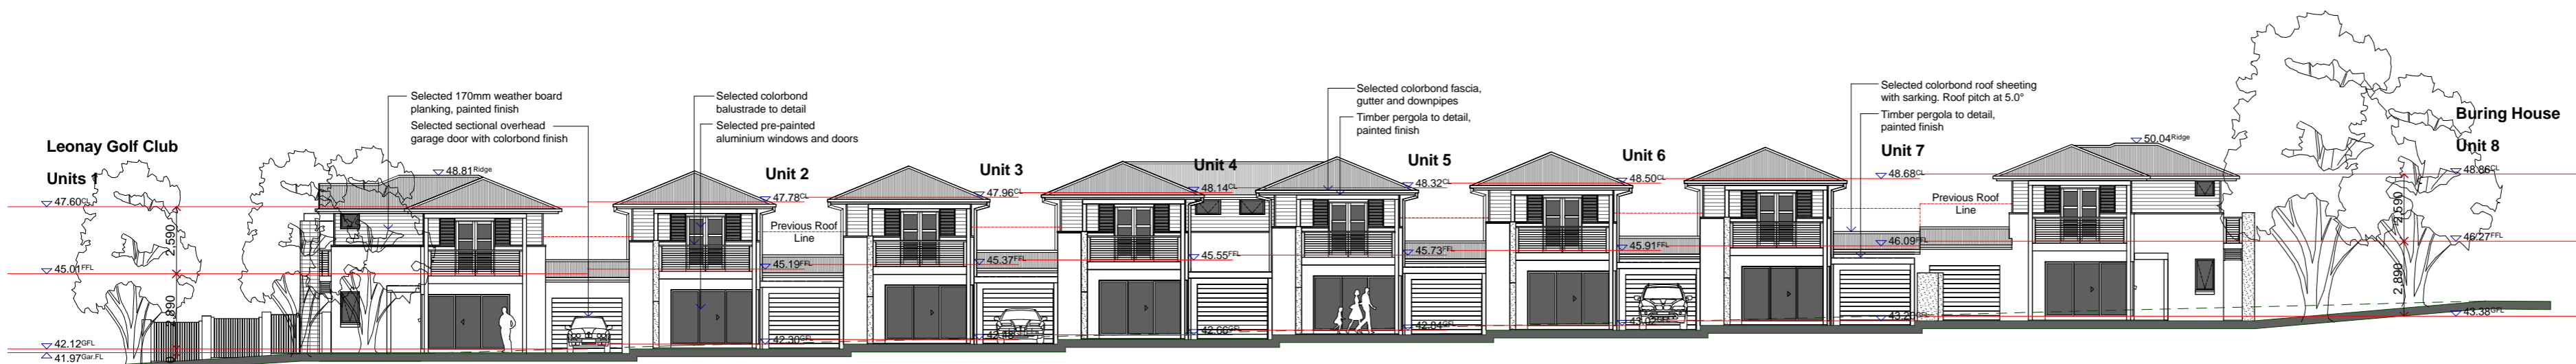 Leonay Golf Club
Units 1
47.60CL
2,590
45.01FFL
2,890
42.12GFL
41.97Gar.FL
Selected 170mm weather board
planking, painted finish
Selected sectional overhead
garage door with colorbond finish
48.81Ridge
Selected colorbond
balustrade to detail
Selected pre-painted
aluminium windows and doors
Unit 2
47.78CL
Previous Roof
Line
45.19FFL
42.30GFL
Unit 3
47.96CL
45.37FFL
42.48
Unit 4
48.14CL
45.55FFL
42.66GFL
Selected colorbond fascia,
gutter and downpipes
Timber pergola to detail,
painted finish
Unit 5
48.32CL
45.73FFL
42.84GFL
Unit 6
48.50CL
45.91FFL
43.02
Selected colorbond roof sheeting
with sarking. Roof pitch at 5.0°
Timber pergola to detail,
painted finish
Unit 7
48.68CL
46.09FFL
43.20GFL
Previous Roof
Line
50.04Ridge
Buring House
Unit 8
48.86CL
2,590
46.27FFL
2,890
43.38GFL